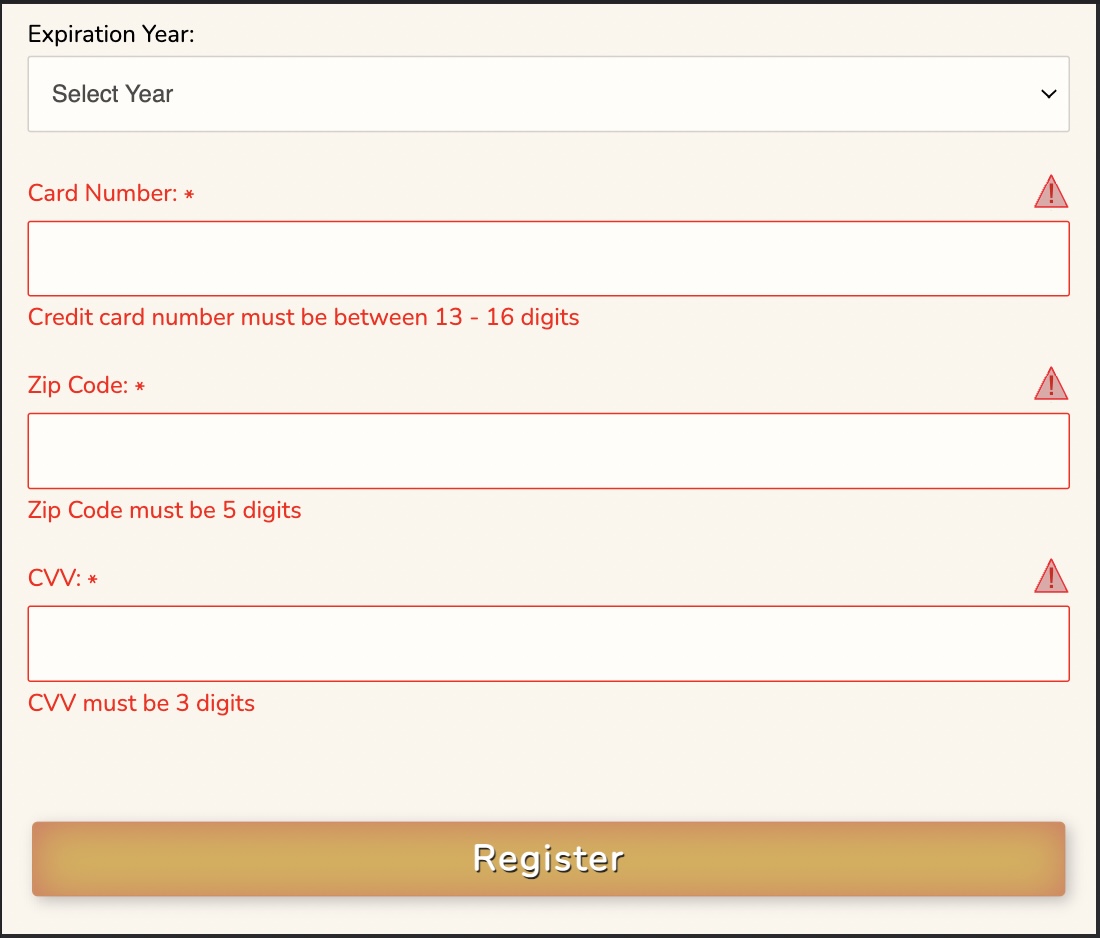 Expiration Year:
Select Year
Card Number: *
Credit card number must be between 13 - 16 digits
Zip Code: *
Zip Code must be 5 digits
CVV: *
CVV must be 3 digits
Register